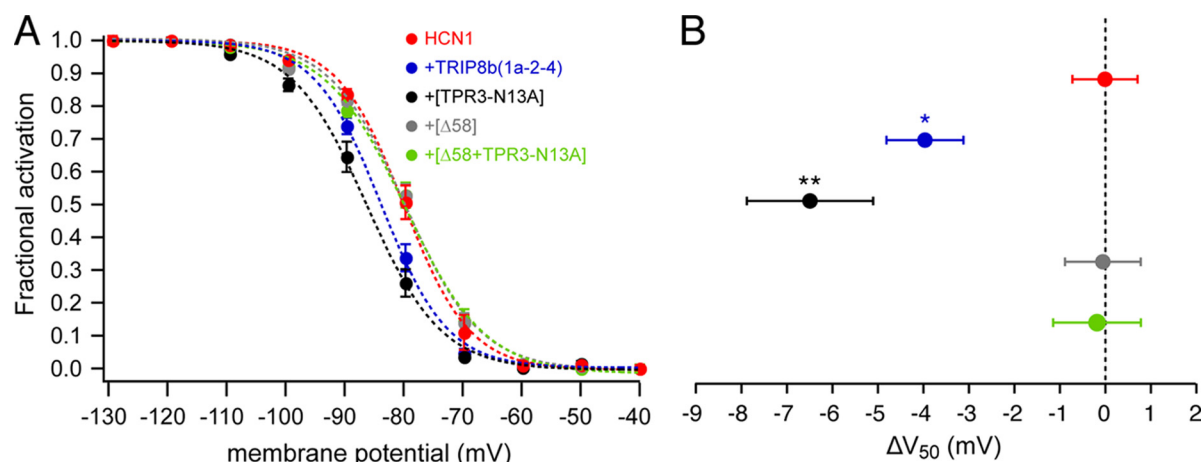 A
1.0
0.9
0.8
0.7
0.6
0.5
0.4
0.3
0.2
0.1
0.0
Fractional activation
HCN1
+TRIP8b(1a-2-4)
+[TPR3-N13A]
+[Δ58]
+[Δ58+TPR3-N13A]
-130 -120 -100 -90 -80 -70 -60 -50 -40
membrane potential (mV)
B
*
**
-9 -8 -7 -6 -5 -4 -3 -2 -1 0 1 2
ΔV50 (mV)